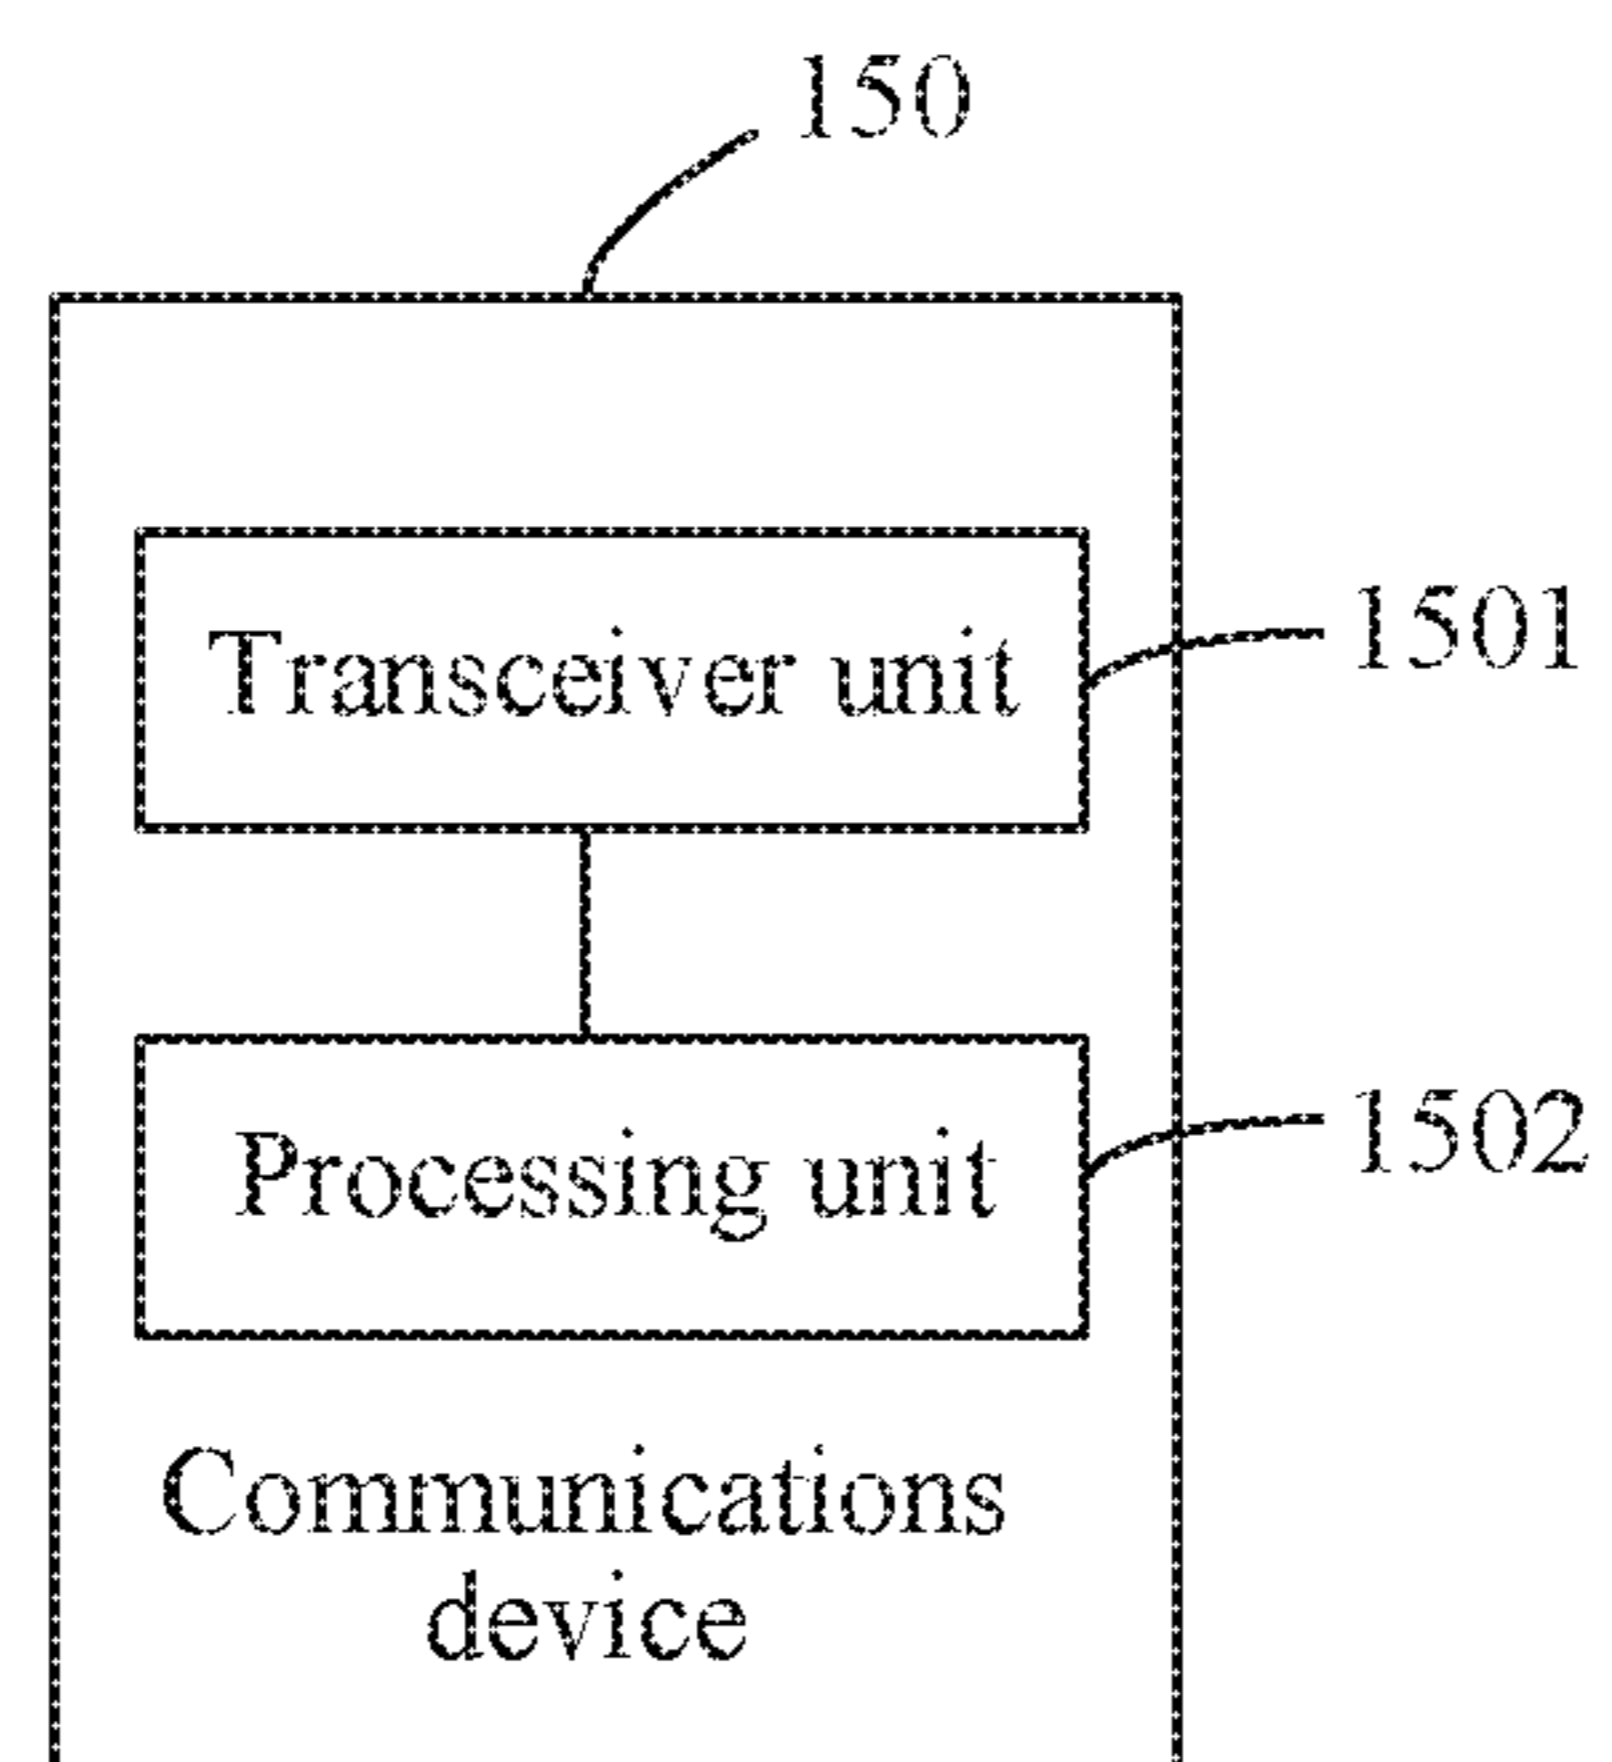 150
Transceiver unit
1501
Processing unit
1502
Communications
device